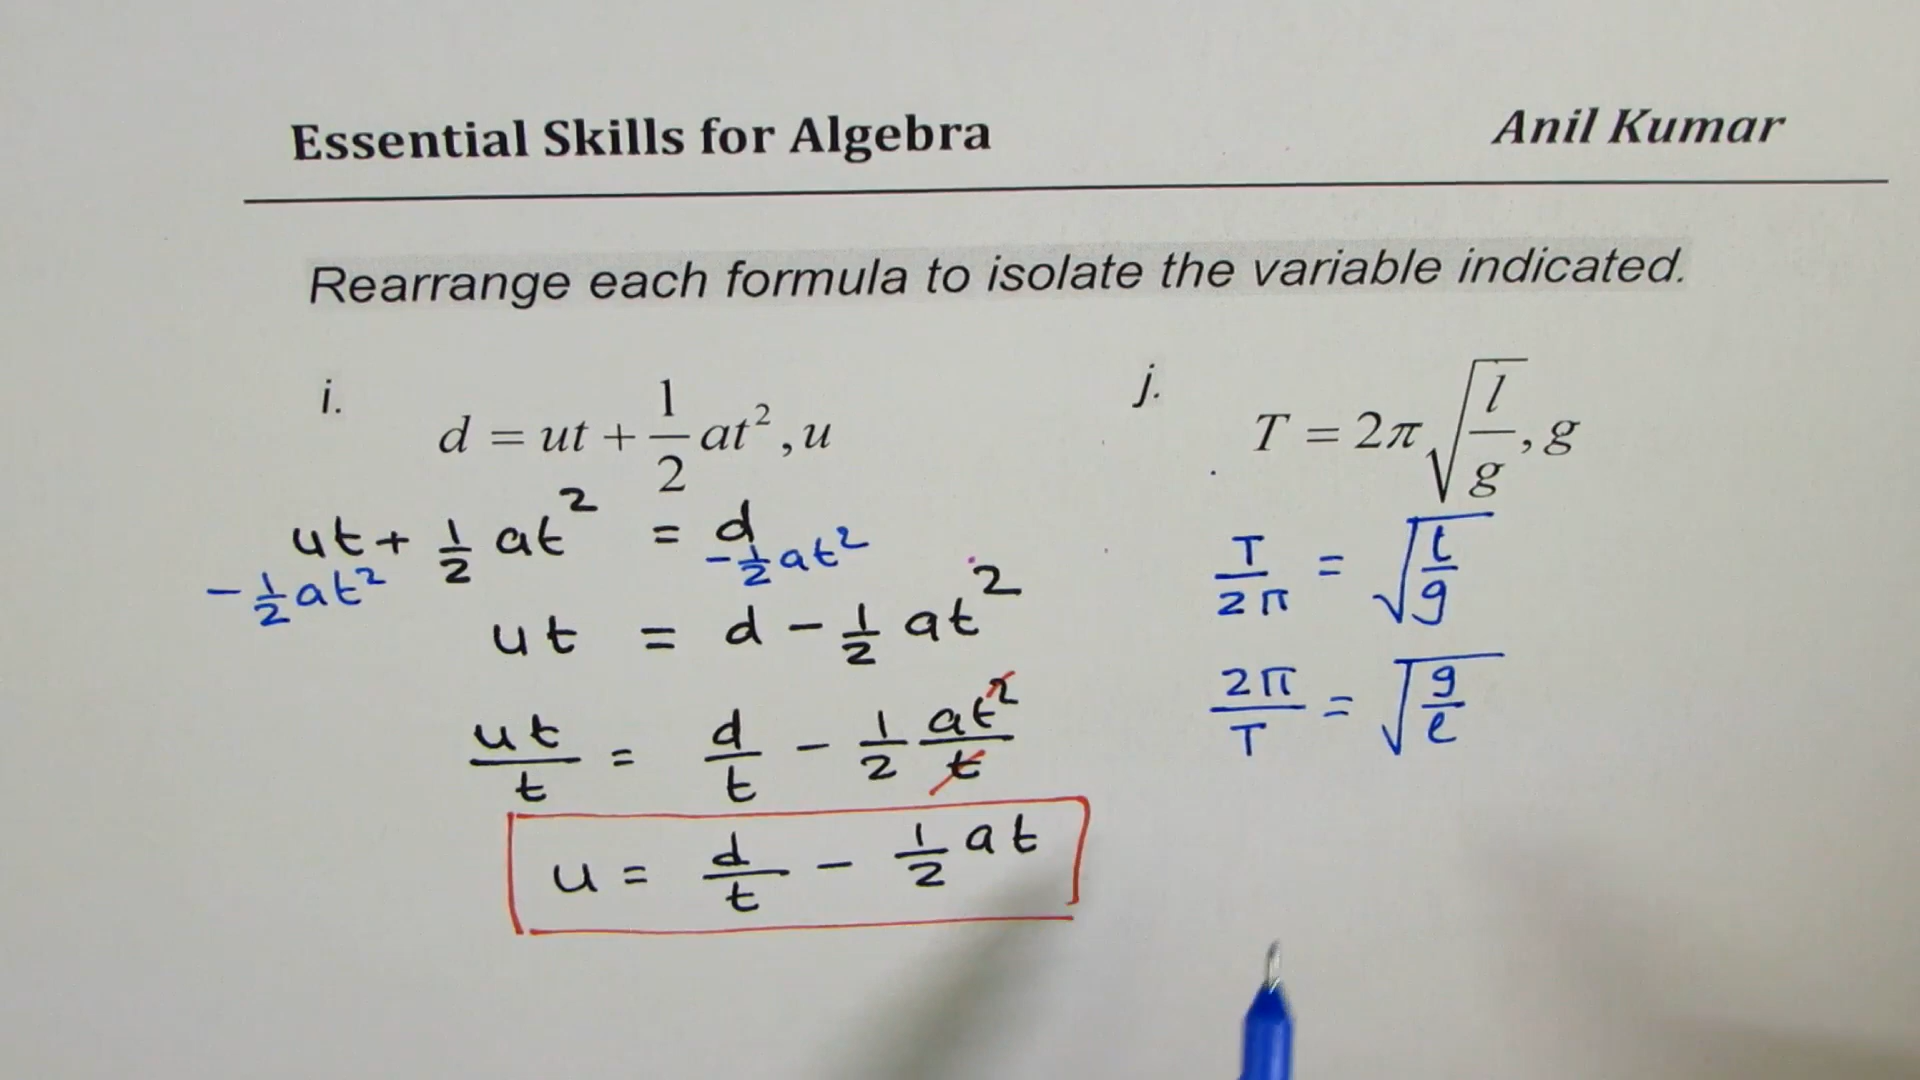 Essential Skills for Algebra Anil Kumar
Rearrange each formula to isolate the variable indicated.
i. d = ut + 1/2 at², u
ut + 1/2 at² = d
- 1/2 at² - 1/2 at²
ut = d - 1/2 at²
ut/t = d/t - 1/2 at²/t
u = d/t - 1/2 at
j. T = 2π√(l/g), g
T/2π = √(t/g)
2π/T = √(g/l)